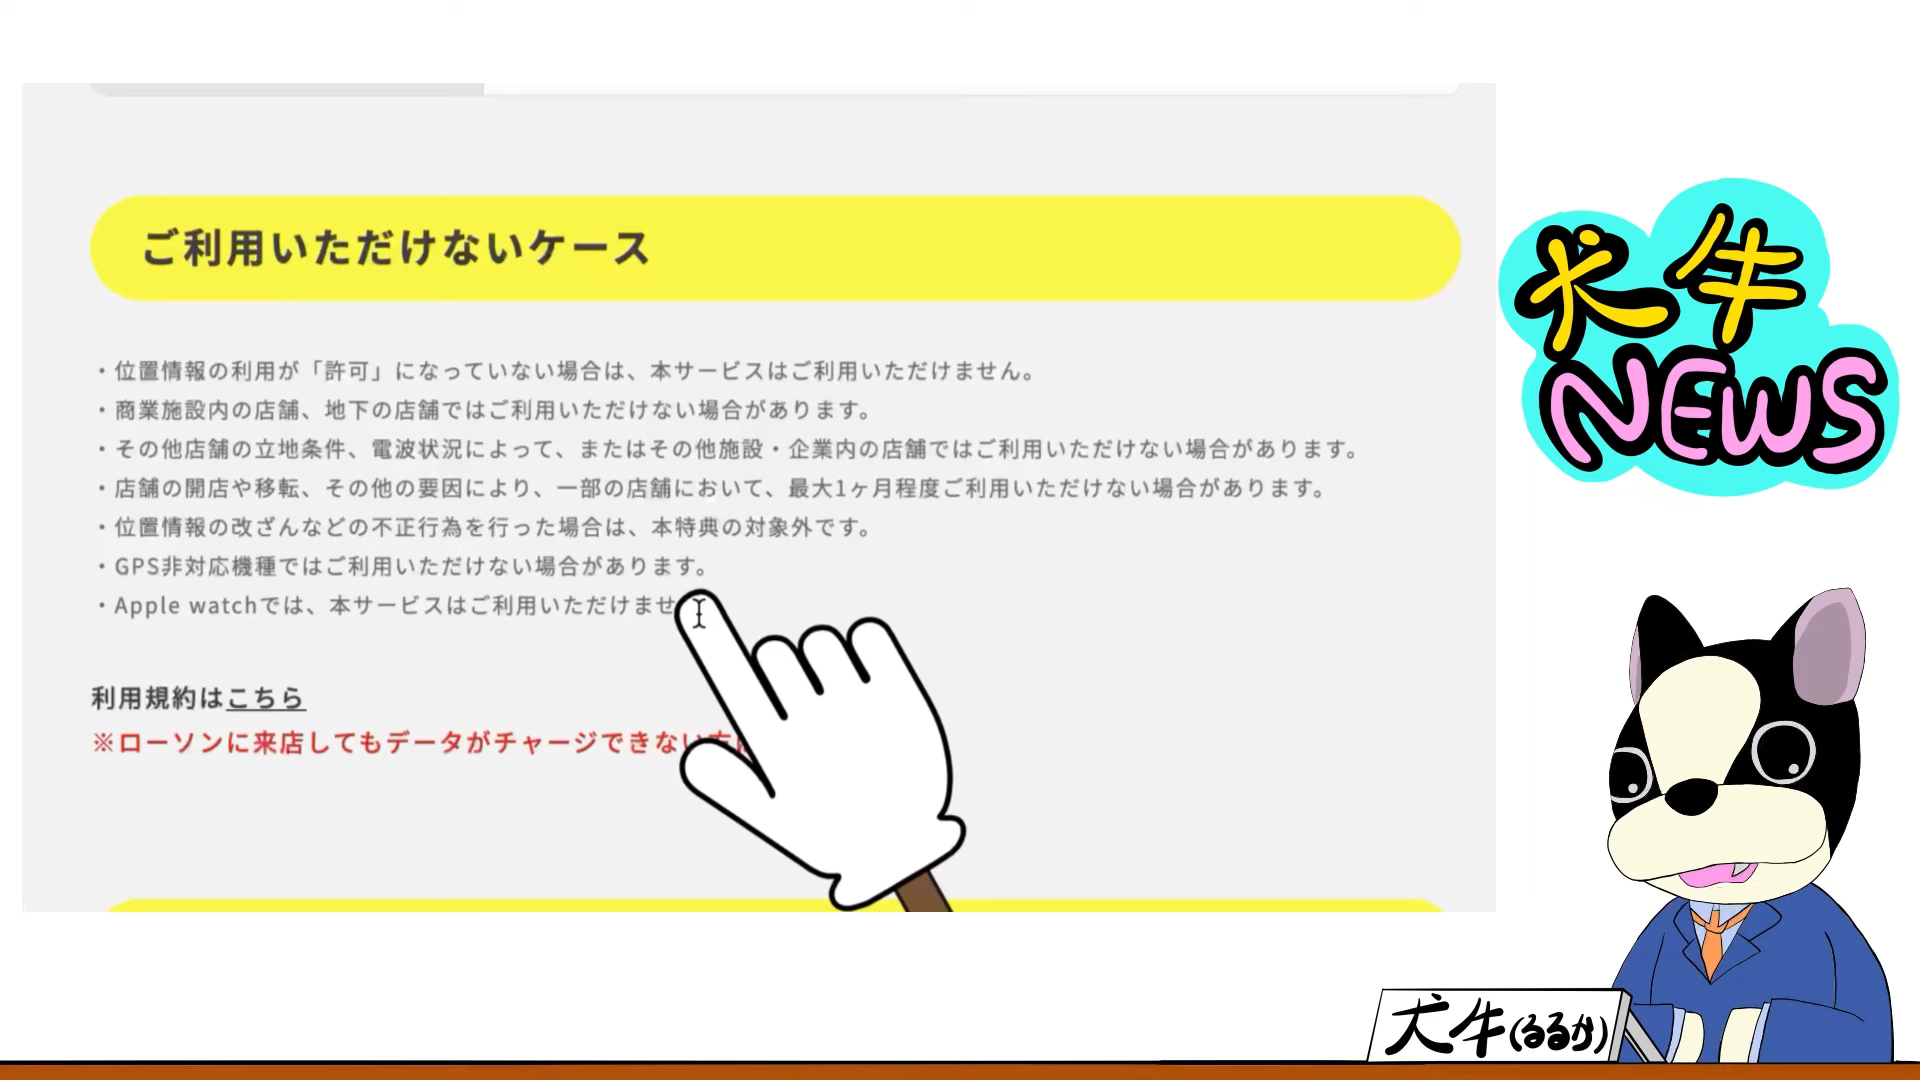 ご利用いただけないケース
・位置情報の利用が「許可」になっていない場合は、本サービスはご利用いただけません。
・商業施設内の店舗、地下の店舗ではご利用いただけない場合があります。
・その他店舗の立地条件、電波状況によって、またはその他施設・企業内の店舗ではご利用いただけない場合があります。
・店舗の開店や移転、その他の要因により、一部の店舗において、最大1ヶ月程度ご利用いただけない場合があります。
・位置情報の改ざんなどの不正行為を行った場合は、本特典の対象外です。
・GPS非対応機種ではご利用いただけない場合があります。
・Apple watchでは、本サービスはご利用いただけませ
利用規約はこちら
※ローソンに来店してもデータがチャージできない方は
犬牛
NEWS
犬牛(るるか)